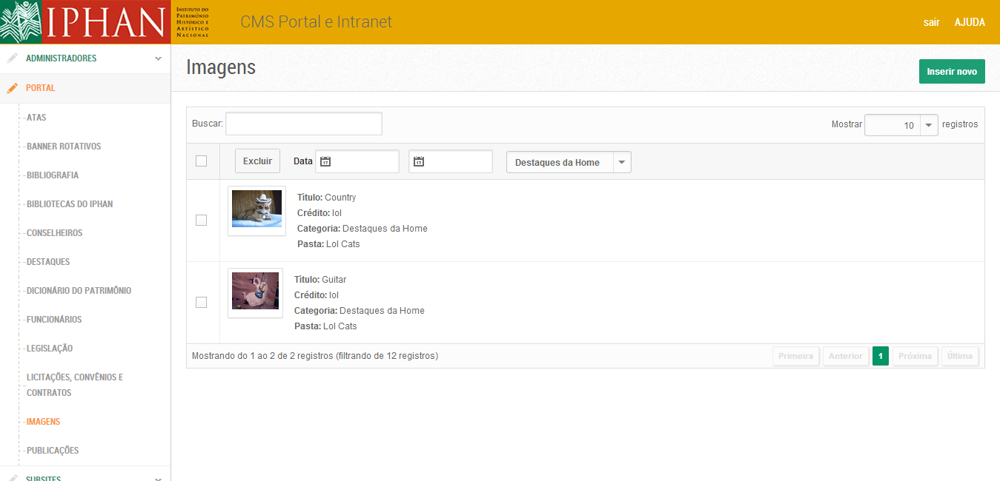 IPHAN
INSTITUTO DO
PATRIMÔNIO
HISTÓRICO E
ARTÍSTICO
NACIONAL
CMS Portal e Intranet
sair
AJUDA
ADMINISTRADORES
PORTAL
ATAS
BANNER ROTATIVOS
BIBLIOGRAFIA
BIBLIOTECAS DO IPHAN
CONSELHEIROS
DESTAQUES
DICIONÁRIO DO PATRIMÔNIO
FUNCIONÁRIOS
LEGISLAÇÃO
LICITAÇÕES, CONVÊNIOS E
CONTRATOS
IMAGENS
PUBLICAÇÕES
SUBSITES
Imagens
Inserir novo
Buscar:
Mostrar 10 registros
Excluir
Data
17
17
Destaques da Home
Título: Country
Crédito: lol
Categoria: Destaques da Home
Pasta: Lol Cats
Título: Guitar
Crédito: lol
Categoria: Destaques da Home
Pasta: Lol Cats
Mostrando do 1 ao 2 de 2 registros (filtrando de 12 registros)
Primeira
Anterior
1
Próxima
Última